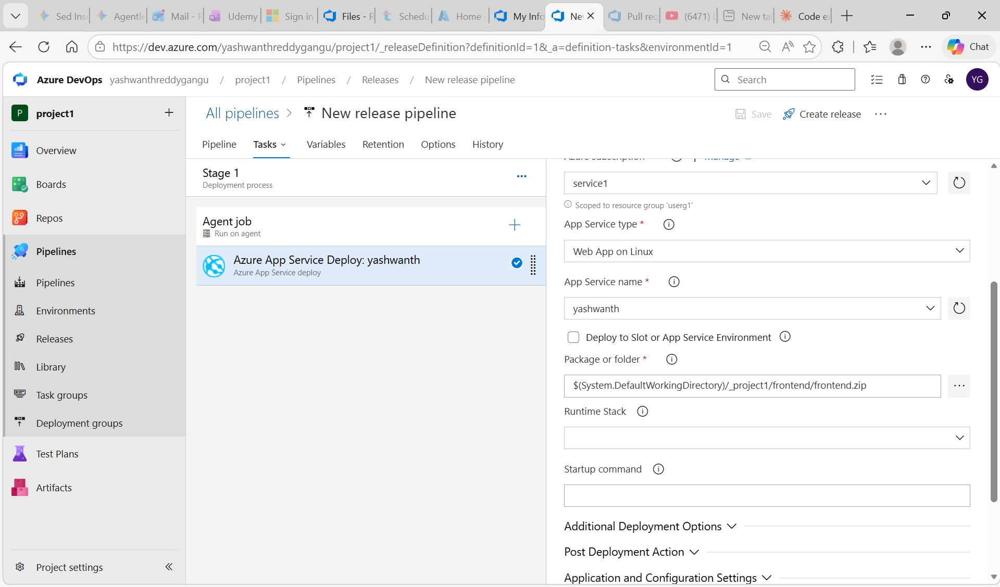 Sed Ins
Agentle
Mail - R
Udemy
Sign in
Files - R
Schedu
Home -
My Info
Ne
Pull req
(6471)
New tal
Code e
https://dev.azure.com/yashwanthreddygangu/project1/_releaseDefinition?definitionId=1&_a=definition-tasks&environmentId=1
Chat
Azure DevOps yashwanthreddygangu / project1 / Pipelines / Releases / New release pipeline
Search
YG
P project1
Overview
Boards
Repos
Pipelines
Pipelines
Environments
Releases
Library
Task groups
Deployment groups
Test Plans
Artifacts
Project settings
All pipelines > New release pipeline
Save
Create release
Pipeline
Tasks
Variables
Retention
Options
History
Stage 1
Deployment process
Agent job
Run on agent
Azure App Service Deploy: yashwanth
Azure App Service deploy
Azure subscription
Manage
service1
Scoped to resource group 'userg1'
App Service type *
Web App on Linux
App Service name *
yashwanth
Deploy to Slot or App Service Environment
Package or folder *
$(System.DefaultWorkingDirectory)/_project1/frontend/frontend.zip
Runtime Stack
Startup command
Additional Deployment Options
Post Deployment Action
Application and Configuration Settings